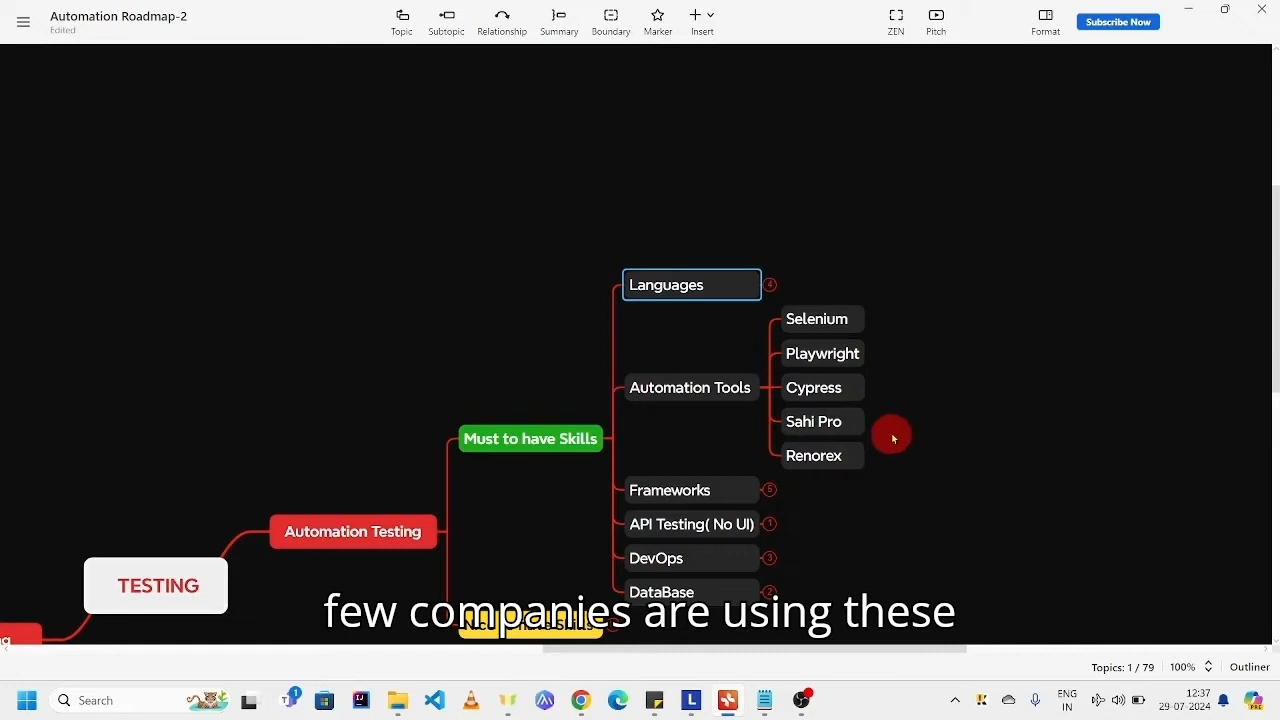 Automation Roadmap-2
Edited
Topic
Relationship
Summary
Boundary
Marker
Insert
ZEN
Pitch
Format
Subscribe Now
Languages
4
Selenium
Playwright
Automation Tools
Cypress
Sahi Pro
Renorex
Must to have Skills
Frameworks
5
API Testing( No UI)
1
Automation Testing
DevOps
3
TESTING
DataBase
2
few companies are using these
Topics: 1 / 79
100%
Outliner
Search
1
ENG
IN
12:37
29-07-2024